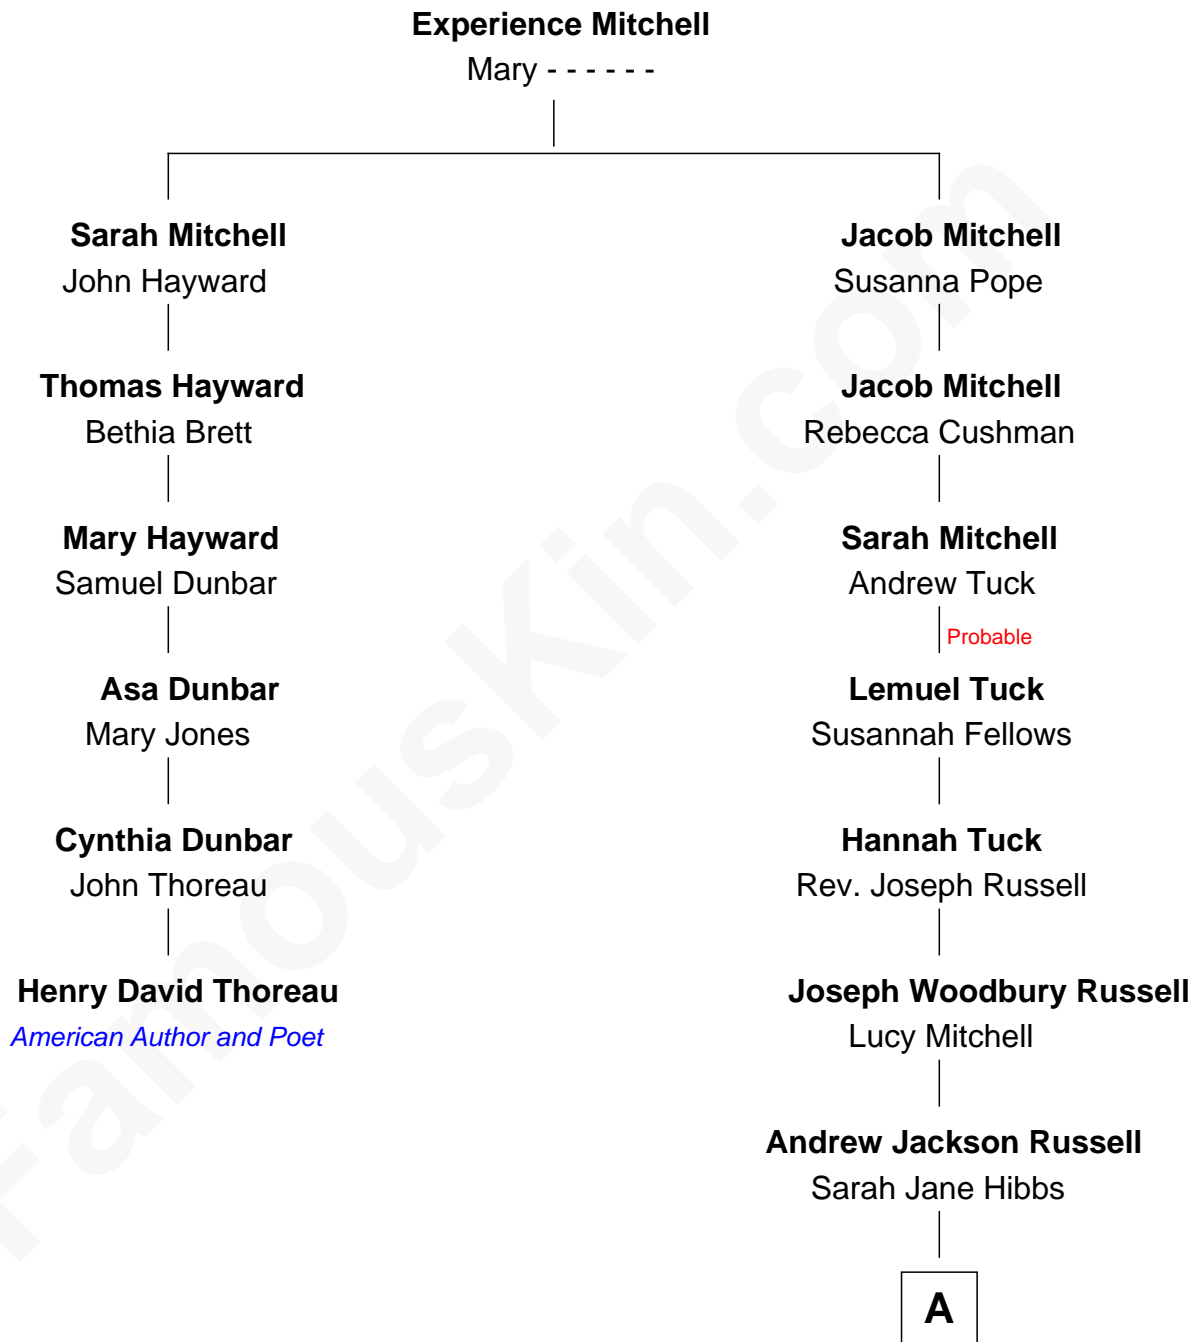 Experience Mitchell
Mary - - - - - -
Sarah Mitchell
John Hayward
Jacob Mitchell
Susanna Pope
Thomas Hayward
Bethia Brett
Jacob Mitchell
Rebecca Cushman
Mary Hayward
Samuel Dunbar
Sarah Mitchell
Andrew Tuck
Probable
Asa Dunbar
Mary Jones
Lemuel Tuck
Susannah Fellows
Cynthia Dunbar
John Thoreau
Hannah Tuck
Rev. Joseph Russell
Henry David Thoreau
American Author and Poet
Joseph Woodbury Russell
Lucy Mitchell
Andrew Jackson Russell
Sarah Jane Hibbs
A
FamousKin.com